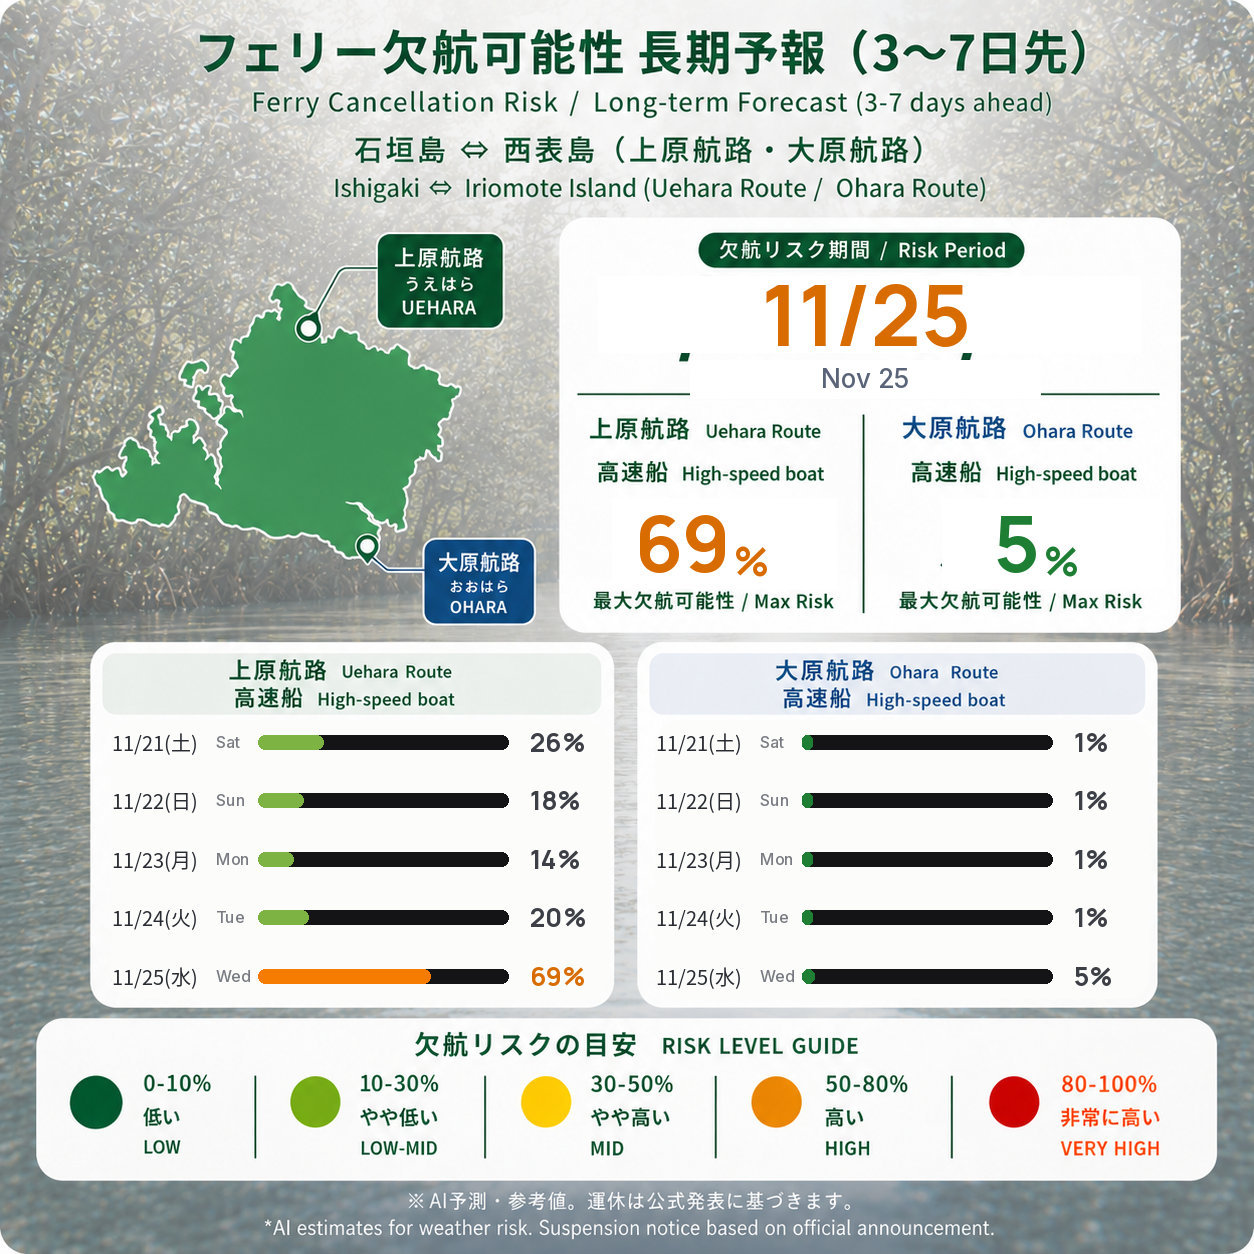 フェリー欠航可能性 長期予報（3〜7日先）
Ferry Cancellation Risk / Long-term Forecast (3-7 days ahead)
石垣島 ⇔ 西表島（上原航路・大原航路）
Ishigaki ⇔ Iriomote Island (Uehara Route / Ohara Route)
上原航路
うえはら
UEHARA
大原航路
おおはら
OHARA
欠航リスク期間 / Risk Period
11/25
Nov 25
上原航路 Uehara Route
高速船 High-speed boat
69%
最大欠航可能性 / Max Risk
大原航路 Ohara Route
高速船 High-speed boat
5%
最大欠航可能性 / Max Risk
上原航路 Uehara Route
高速船 High-speed boat
11/21(土) Sat 26%
11/22(日) Sun 18%
11/23(月) Mon 14%
11/24(火) Tue 20%
11/25(水) Wed 69%
大原航路 Ohara Route
高速船 High-speed boat
11/21(土) Sat 1%
11/22(日) Sun 1%
11/23(月) Mon 1%
11/24(火) Tue 1%
11/25(水) Wed 5%
欠航リスクの目安 RISK LEVEL GUIDE
0-10%
低い
LOW
10-30%
やや低い
LOW-MID
30-50%
やや高い
MID
50-80%
高い
HIGH
80-100%
非常に高い
VERY HIGH
※ AI予測・参考値。運休は公式発表に基づきます。
*AI estimates for weather risk. Suspension notice based on official announcement.